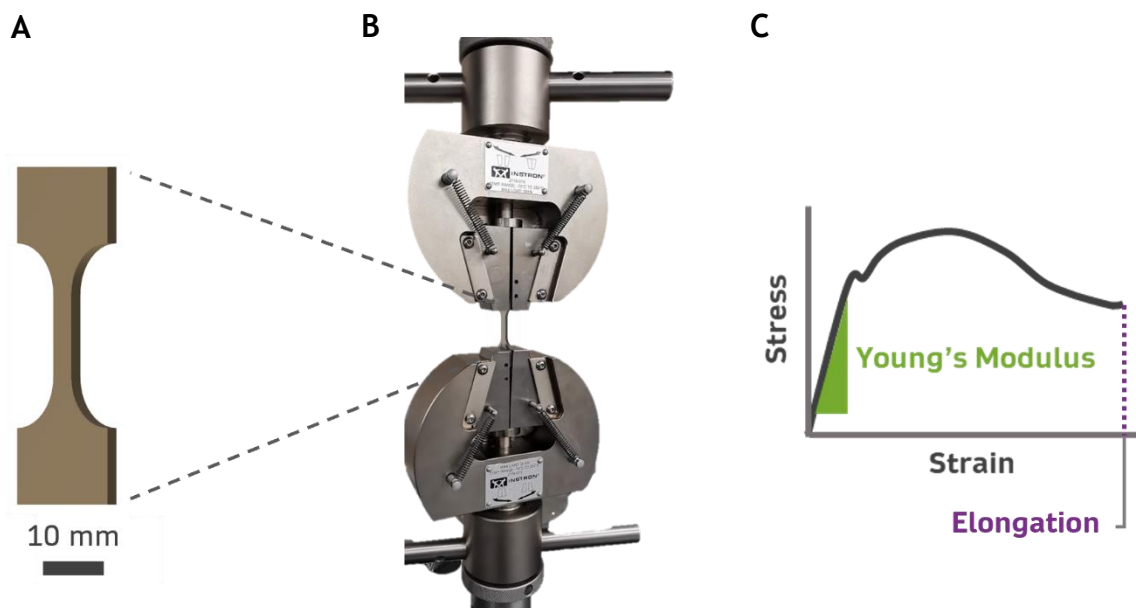 A
B
C
INSTRON®
INSTRON®
10 mm
Stress
Young's Modulus
Strain
Elongation